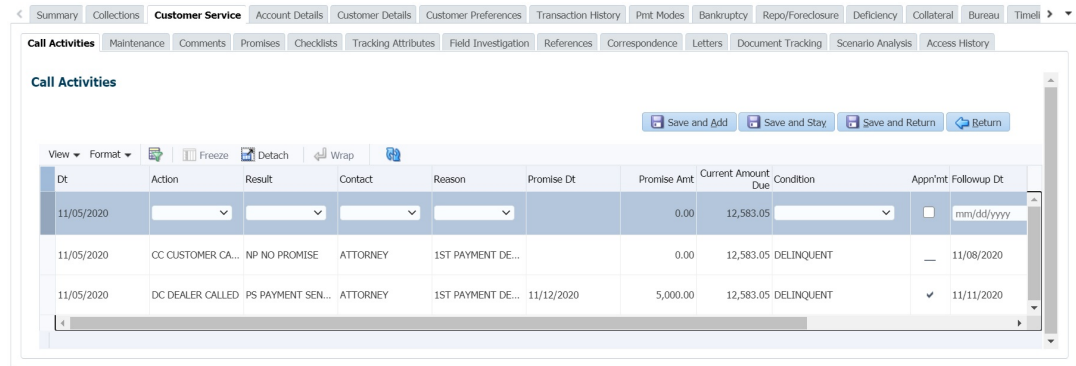 Summary Collections Customer Service Account Details Customer Details Customer Preferences Transaction History Pmt Modes Bankruptcy Repo/Foreclosure Deficiency Collateral Bureau Timeli
Call Activities Maintenance Comments Promises Checklists Tracking Attributes Field Investigation References Correspondence Letters Document Tracking Scenario Analysis Access History
Call Activities
Save and Add Save and Stay Save and Return Return
View Format Freeze Detach Wrap
Dt Action Result Contact Reason Promise Dt Promise Amt Current Amount Due Condition Appn'mt Followup Dt
11/05/2020 0.00 12,583.05 mm/dd/yyyy
11/05/2020 CC CUSTOMER CA... NP NO PROMISE ATTORNEY 1ST PAYMENT DE... 0.00 12,583.05 DELINQUENT 11/08/2020
11/05/2020 DC DEALER CALLED PS PAYMENT SEN... ATTORNEY 1ST PAYMENT DE... 11/12/2020 5,000.00 12,583.05 DELINQUENT 11/11/2020